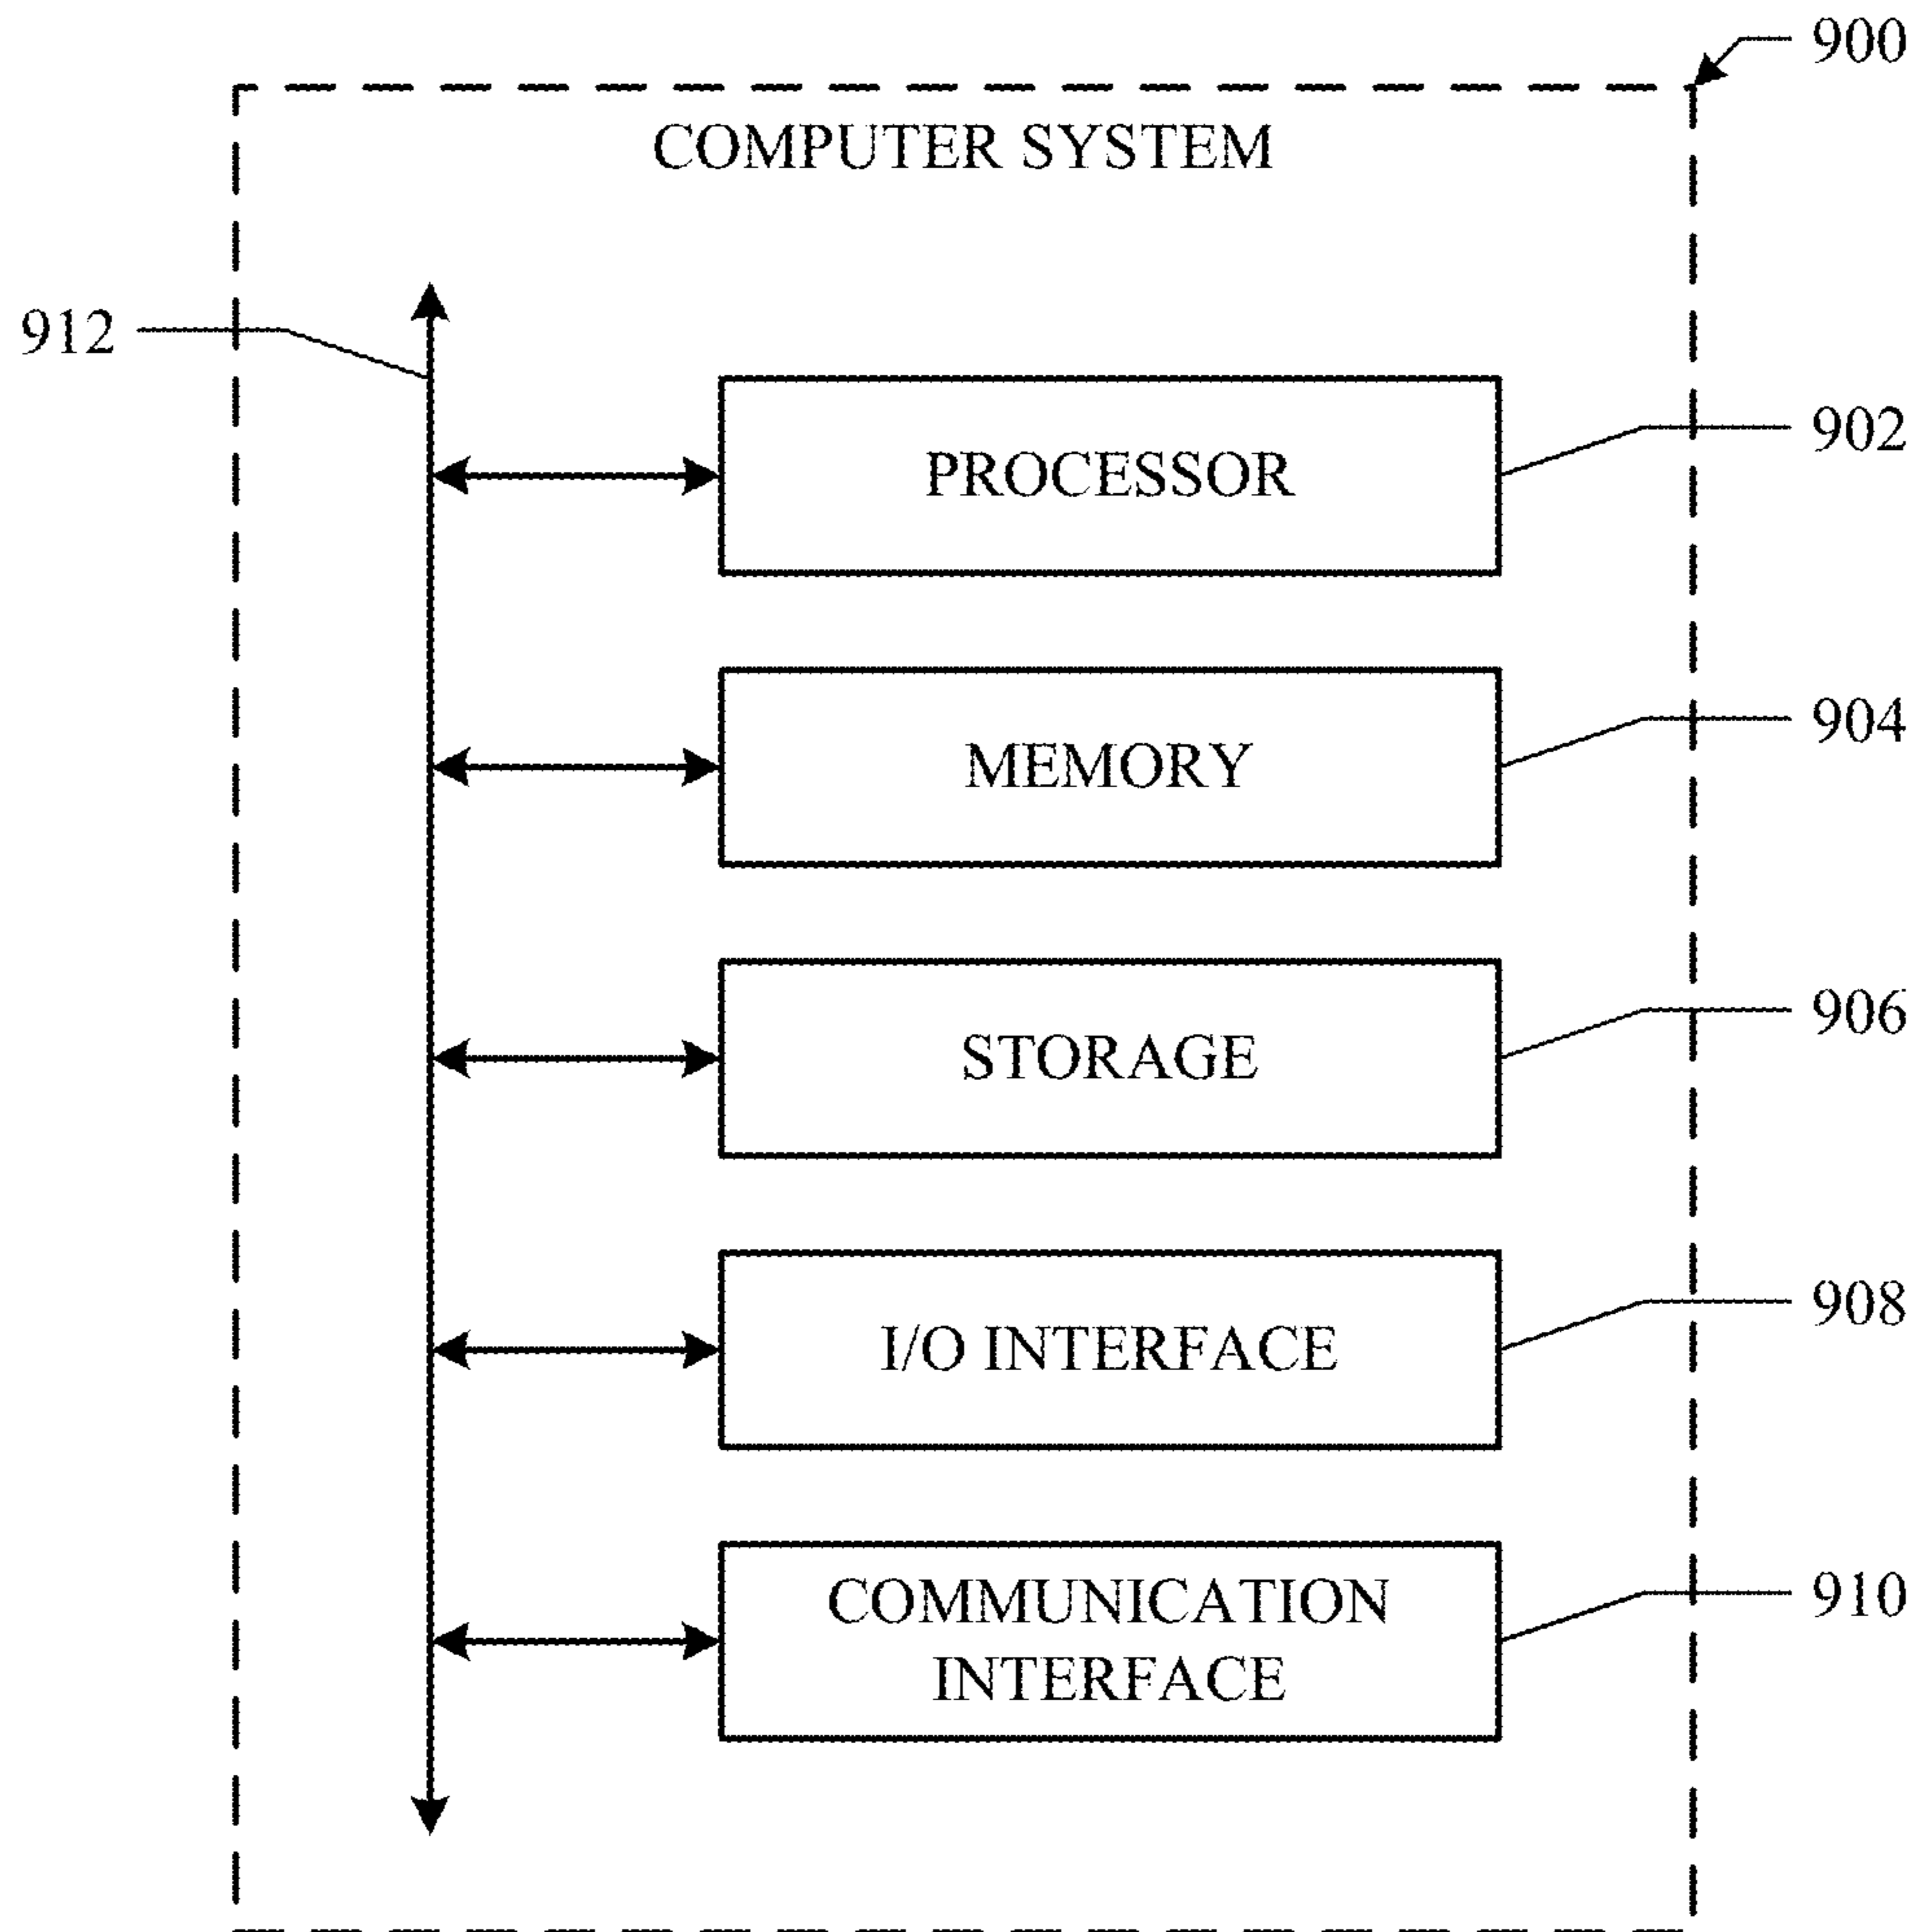 900
COMPUTER SYSTEM
912
902
PROCESSOR
904
MEMORY
906
STORAGE
908
I/O INTERFACE
910
COMMUNICATION
INTERFACE